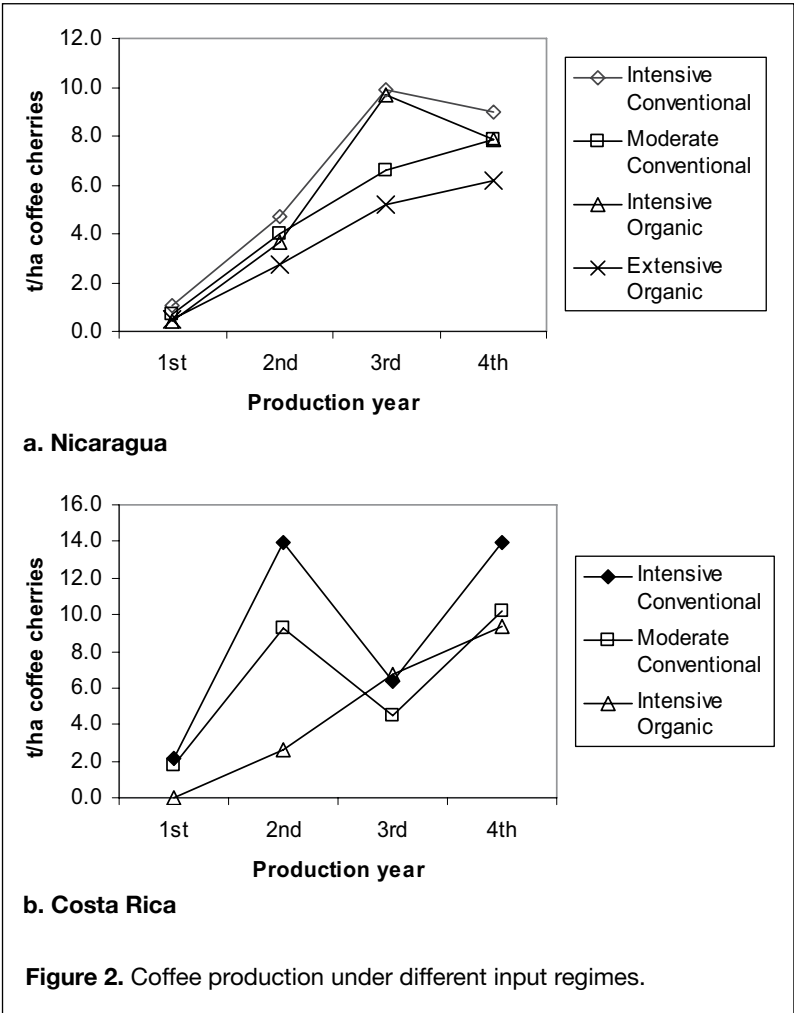 12.0
10.0
8.0
6.0
4.0
2.0
0.0
t/ha coffee cherries
1st 2nd 3rd 4th
Production year
Intensive
Conventional
Moderate
Conventional
Intensive
Organic
Extensive
Organic
a. Nicaragua
16.0
14.0
12.0
10.0
8.0
6.0
4.0
2.0
0.0
t/ha coffee cherries
1st 2nd 3rd 4th
Production year
Intensive
Conventional
Moderate
Conventional
Intensive
Organic
b. Costa Rica
Figure 2. Coffee production under different input regimes.